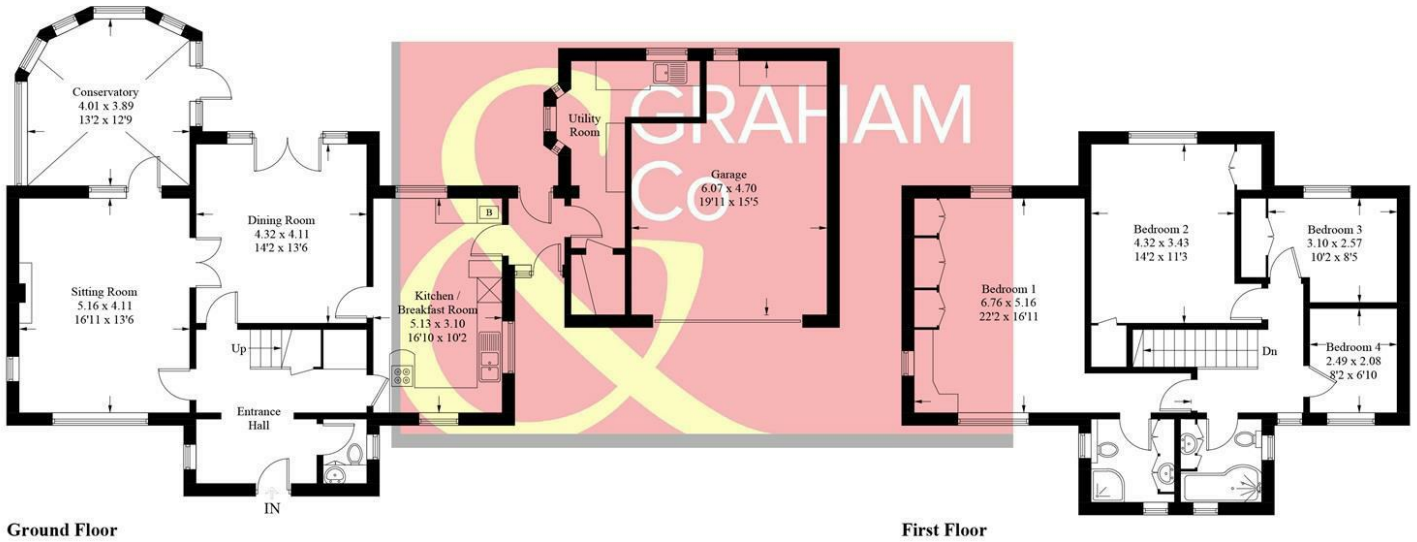 Conservatory
4.01 x 3.89
13'2 x 12'9
Dining Room
4.32 x 4.11
14'2 x 13'6
Sitting Room
5.16 x 4.11
16'11 x 13'6
Up
Entrance
Hall
IN
B
Kitchen /
Breakfast Room
5.13 x 3.10
16'10 x 10'2
Utility
Room
Garage
6.07 x 4.70
19'11 x 15'5
&
GRAHAM
Co
Ground Floor
Bedroom 1
6.76 x 5.16
22'2 x 16'11
Bedroom 2
4.32 x 3.43
14'2 x 11'3
Bedroom 3
3.10 x 2.57
10'2 x 8'5
Dn
Bedroom 4
2.49 x 2.08
8'2 x 6'10
First Floor